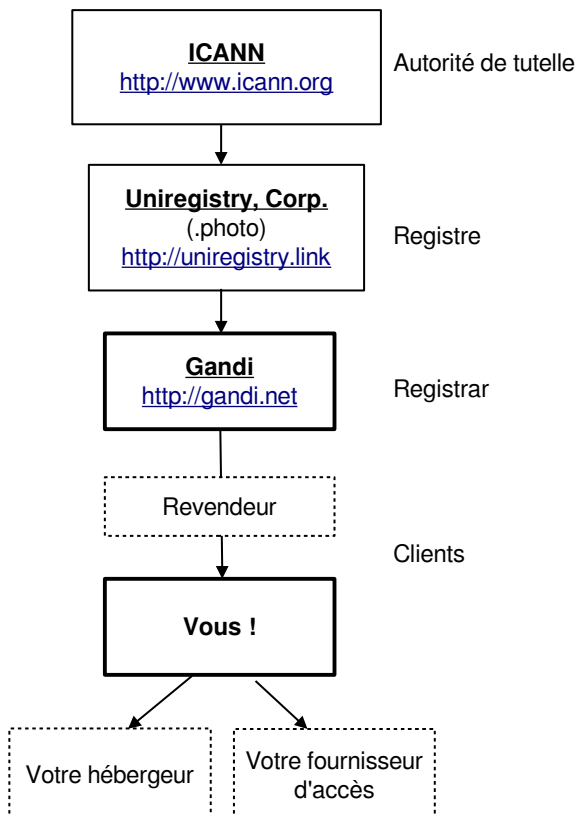 ICANN
http://www.icann.org
Autorité de tutelle
Uniregistry, Corp.
(.photo)
http://uniregistry.link
Registre
Gandi
http://gandi.net
Registrar
Revendeur
Clients
Vous !
Votre hébergeur
Votre fournisseur
d'accès